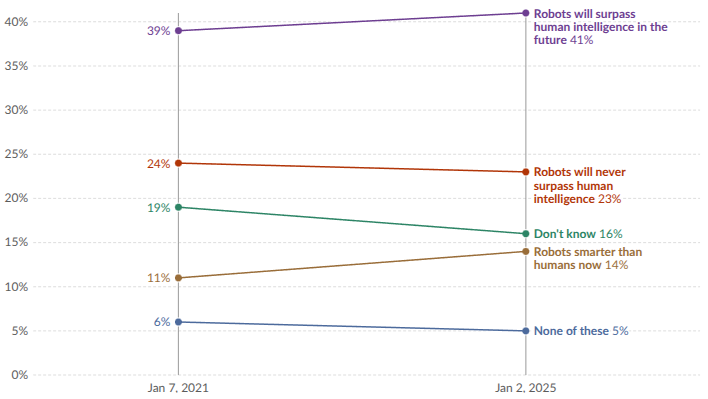 40%
35%
30%
25%
20%
15%
10%
5%
0%
39%
24%
19%
11%
6%
Robots will surpass
human intelligence in the
future 41%
Robots will never
surpass human
intelligence 23%
Don't know 16%
Robots smarter than
humans now 14%
None of these 5%
Jan 7, 2021
Jan 2, 2025